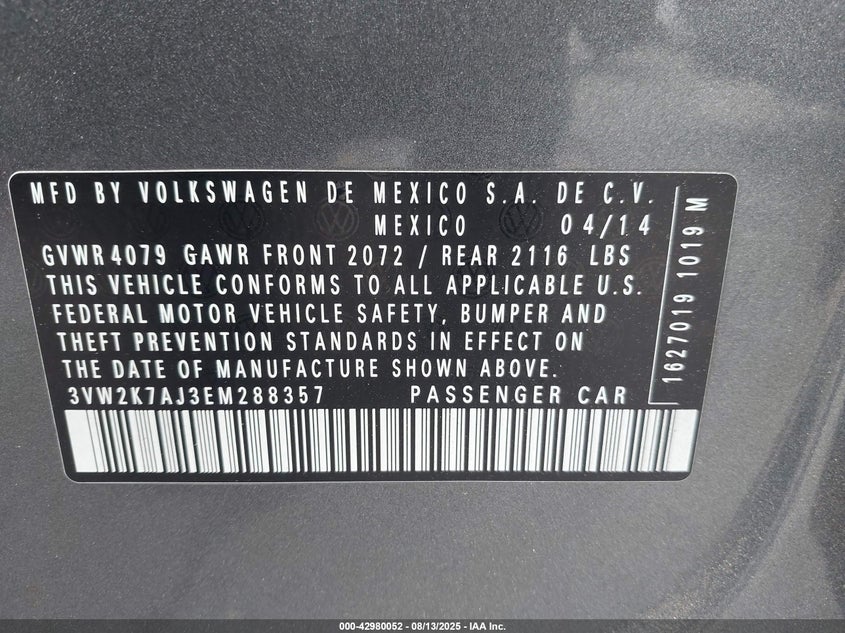 MFD BY VOLKSWAGEN DE MEXICO S.A. DE C.V.
MEXICO 04/14
GVWR 4079 GAWR FRONT 2072 / REAR 2116 LBS
THIS VEHICLE CONFORMS TO ALL APPLICABLE U.S.
FEDERAL MOTOR VEHICLE SAFETY, BUMPER AND
THEFT PREVENTION STANDARDS IN EFFECT ON
THE DATE OF MANUFACTURE SHOWN ABOVE.
3VW2K7AJ3EM288357 PASSENGER CAR
1627019 1019 M
000-42980052 - 08/13/2025 - IAA Inc.